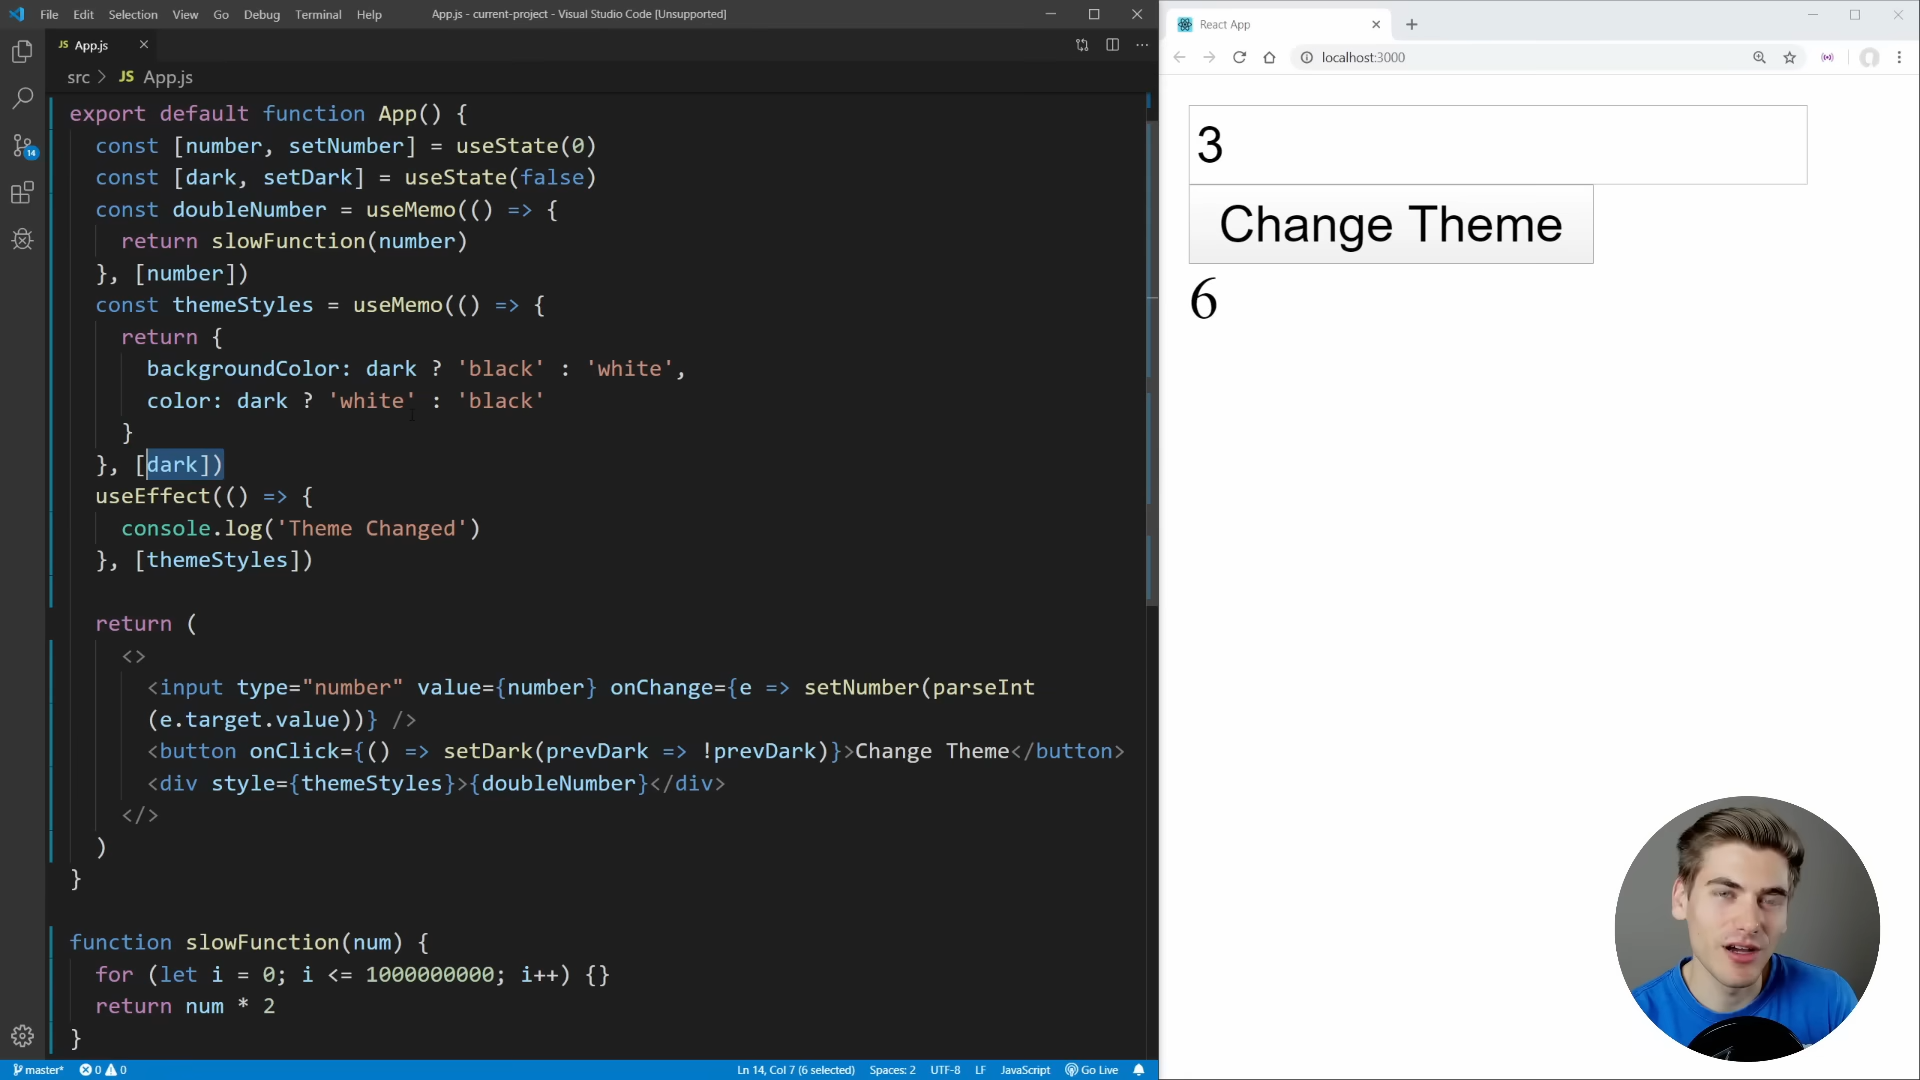 File Edit Selection View Go Debug Terminal Help App.js - current-project - Visual Studio Code [Unsupported]
JS App.js
src > JS App.js
export default function App() {
const [number, setNumber] = useState(0)
const [dark, setDark] = useState(false)
const doubleNumber = useMemo(() => {
return slowFunction(number)
}, [number])
const themeStyles = useMemo(() => {
return {
backgroundColor: dark ? 'black' : 'white',
color: dark ? 'white' : 'black'
}
}, [dark])
useEffect(() => {
console.log('Theme Changed')
}, [themeStyles])
return (
<>
<input type="number" value={number} onChange={e => setNumber(parseInt
(e.target.value))} />
<button onClick={() => setDark(prevDark => !prevDark)}>Change Theme</button>
<div style={themeStyles}>{doubleNumber}</div>
</>
)
}
function slowFunction(num) {
for (let i = 0; i <= 1000000000; i++) {}
return num * 2
}
14
master* 0 0 Ln 14, Col 7 (6 selected) Spaces: 2 UTF-8 LF JavaScript Go Live
React App
localhost:3000
3
Change Theme
6